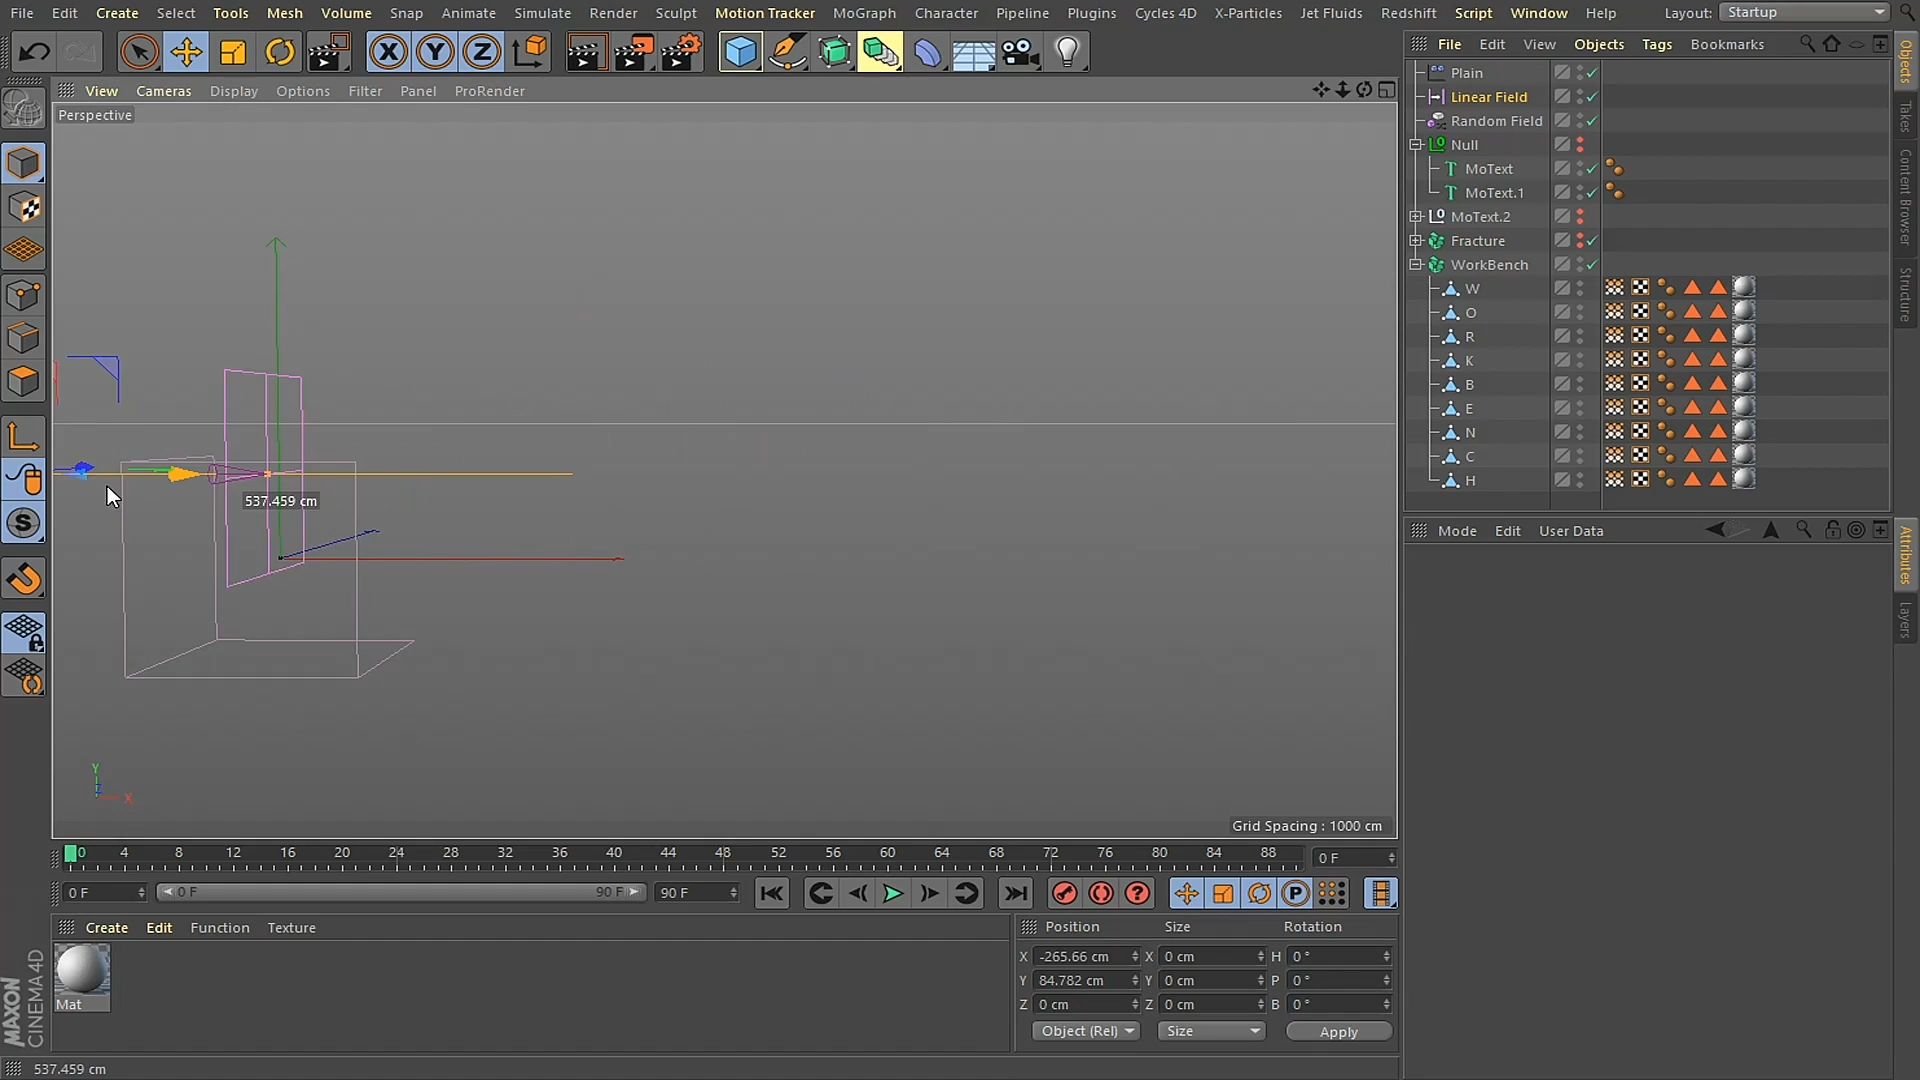 File Edit Create Select Tools Mesh Volume Snap Animate Simulate Render Sculpt Motion Tracker MoGraph Character Pipeline Plugins Cycles 4D X-Particles Jet Fluids Redshift Script Window Help Layout: Startup
X Y Z
File Edit View Objects Tags Bookmarks
View Cameras Display Options Filter Panel ProRender
Perspective
Plain
Linear Field
Random Field
Null
MoText
MoText.1
MoText.2
Fracture
WorkBench
W
O
R
K
B
E
N
C
H
Objects
Takes
Content Browser
Structure
537.459 cm
Mode Edit User Data
Attributes
Layers
Y
Z
X
Grid Spacing : 1000 cm
0 4 8 12 16 20 24 28 32 36 40 44 48 52 56 60 64 68 72 76 80 84 88 0 F
0 F 0 F 90 F 90 F
Create Edit Function Texture
Mat
Position Size Rotation
X -265.66 cm X 0 cm H 0 °
Y 84.782 cm Y 0 cm P 0 °
Z 0 cm Z 0 cm B 0 °
Object (Rel) Size Apply
MAXON
CINEMA 4D
537.459 cm